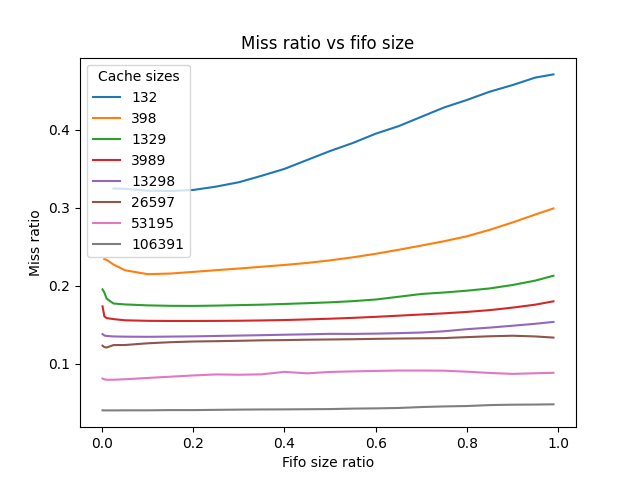 Miss ratio vs fifo size
Cache sizes
132
398
1329
3989
13298
26597
53195
106391
0.4
0.3
0.2
0.1
Miss ratio
0.0 0.2 0.4 0.6 0.8 1.0
Fifo size ratio